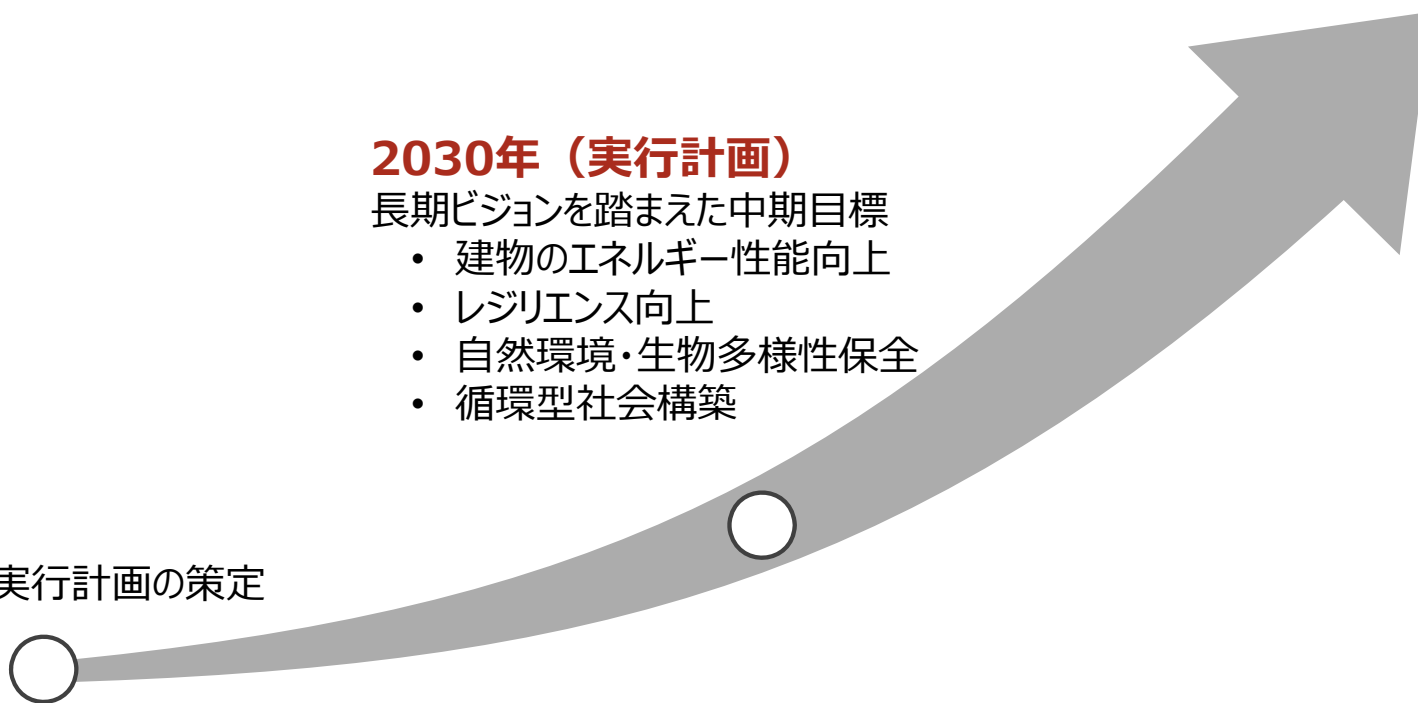 2030年（実行計画）
長期ビジョンを踏まえた中期目標
• 建物のエネルギー性能向上
• レジリエンス向上
• 自然環境・生物多様性保全
• 循環型社会構築
実行計画の策定